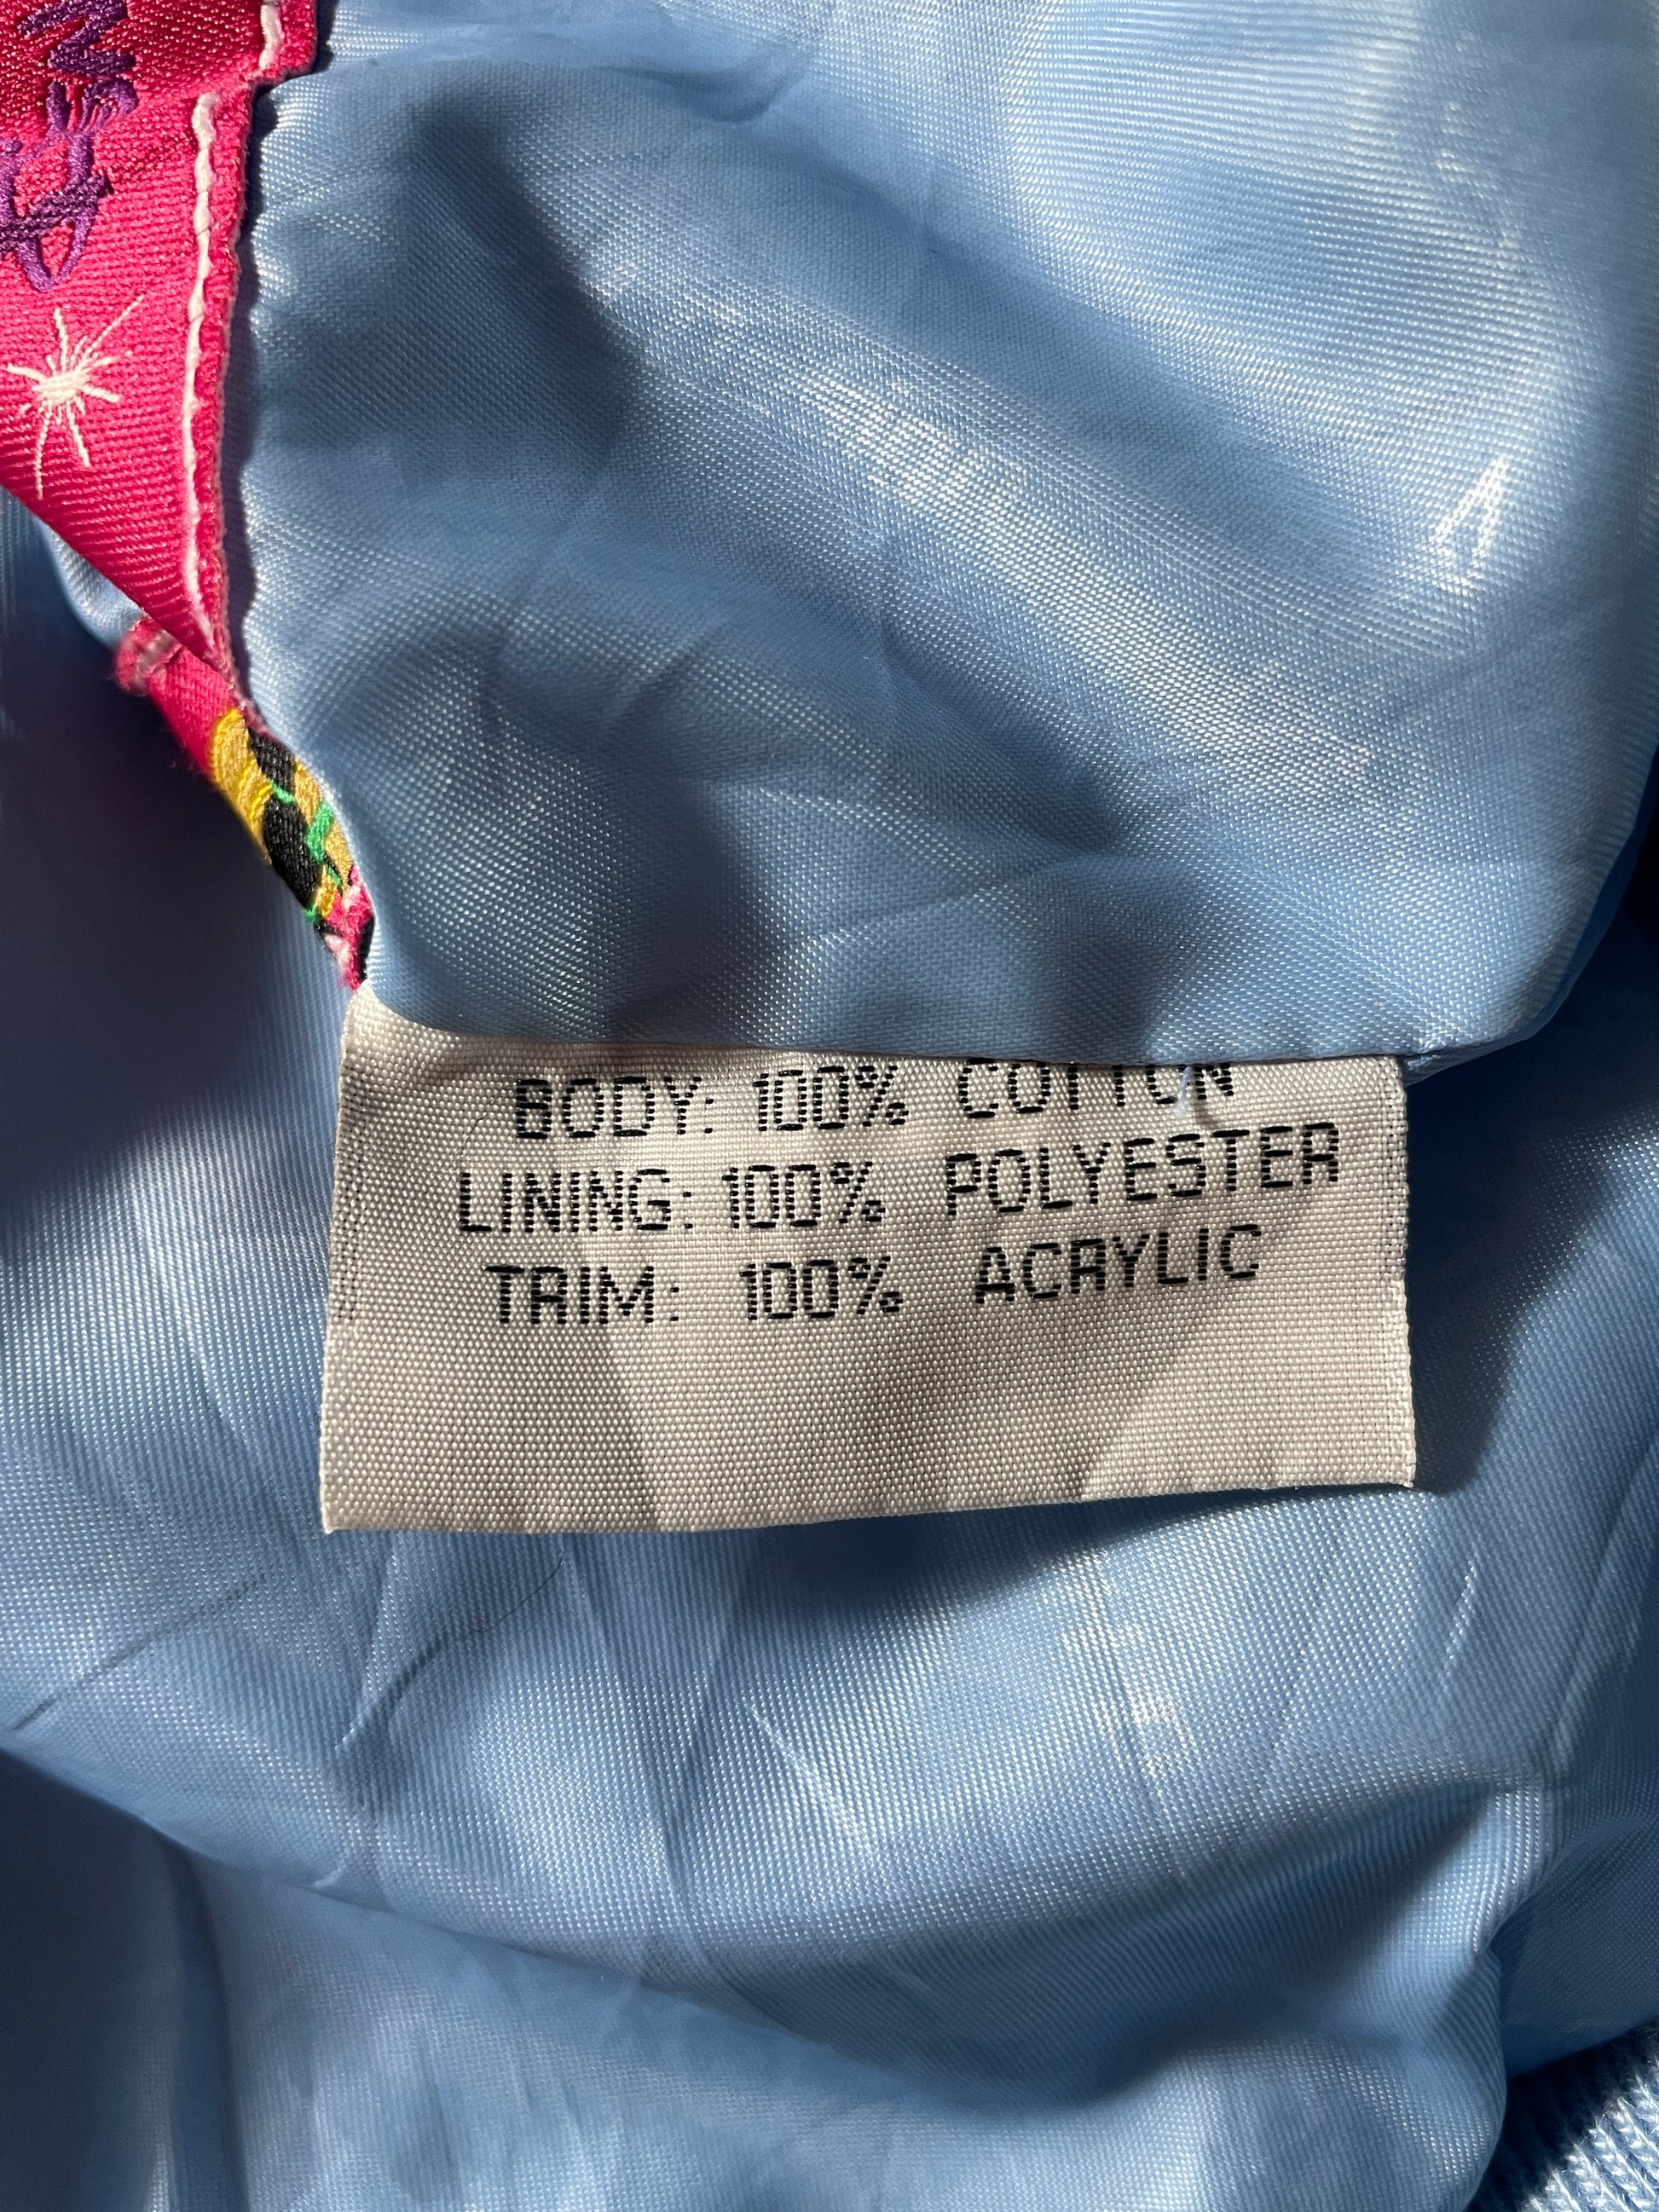 BODY: 100% COTTON
LINING: 100% POLYESTER
TRIM: 100% ACRYLIC